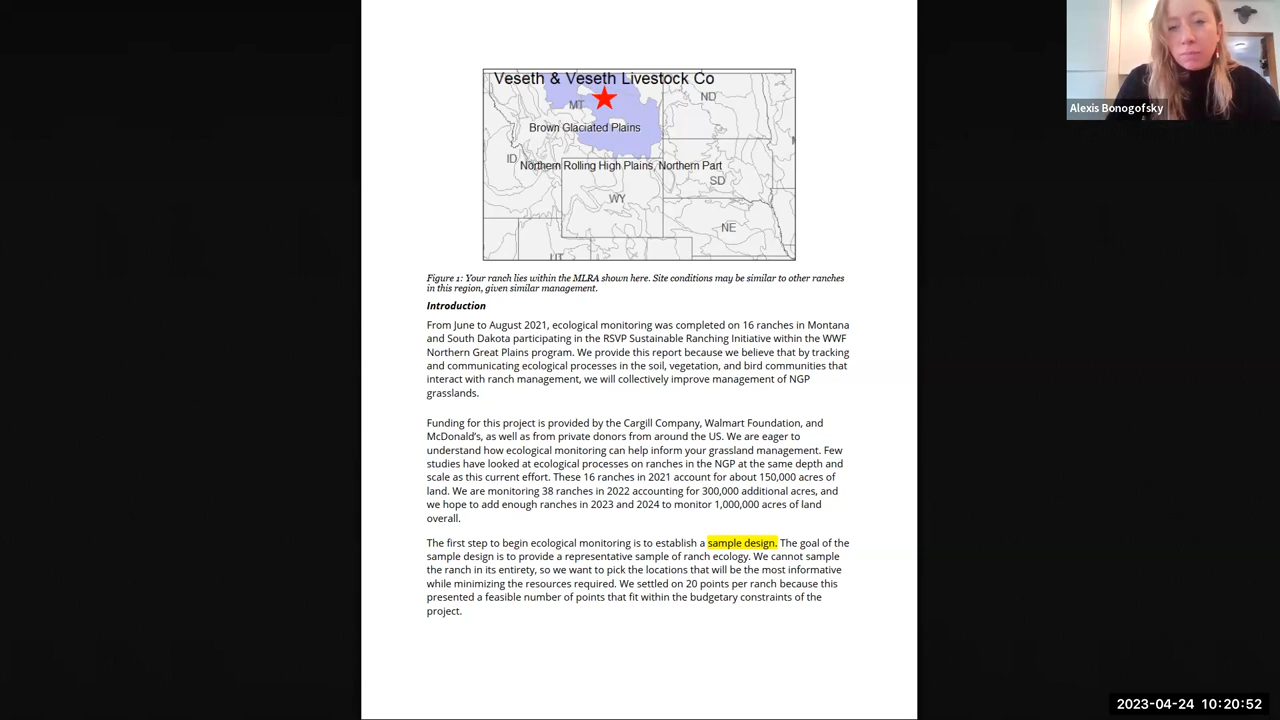 Veseth & Veseth Livestock Co
MT
ND
Brown Glaciated Plains
ID
Northern Rolling High Plains, Northern Part
SD
WY
NE
UT
Figure 1: Your ranch lies within the MLRA shown here. Site conditions may be similar to other ranches
in this region, given similar management.
Introduction
From June to August 2021, ecological monitoring was completed on 16 ranches in Montana
and South Dakota participating in the RSVP Sustainable Ranching Initiative within the WWF
Northern Great Plains program. We provide this report because we believe that by tracking
and communicating ecological processes in the soil, vegetation, and bird communities that
interact with ranch management, we will collectively improve management of NGP
grasslands.
Funding for this project is provided by the Cargill Company, Walmart Foundation, and
McDonald’s, as well as from private donors from around the US. We are eager to
understand how ecological monitoring can help inform your grassland management. Few
studies have looked at ecological processes on ranches in the NGP at the same depth and
scale as this current effort. These 16 ranches in 2021 account for about 150,000 acres of
land. We are monitoring 38 ranches in 2022 accounting for 300,000 additional acres, and
we hope to add enough ranches in 2023 and 2024 to monitor 1,000,000 acres of land
overall.
The first step to begin ecological monitoring is to establish a sample design. The goal of the
sample design is to provide a representative sample of ranch ecology. We cannot sample
the ranch in its entirety, so we want to pick the locations that will be the most informative
while minimizing the resources required. We settled on 20 points per ranch because this
presented a feasible number of points that fit within the budgetary constraints of the
project.
Alexis Bonogofsky
2023-04-24 10:20:52